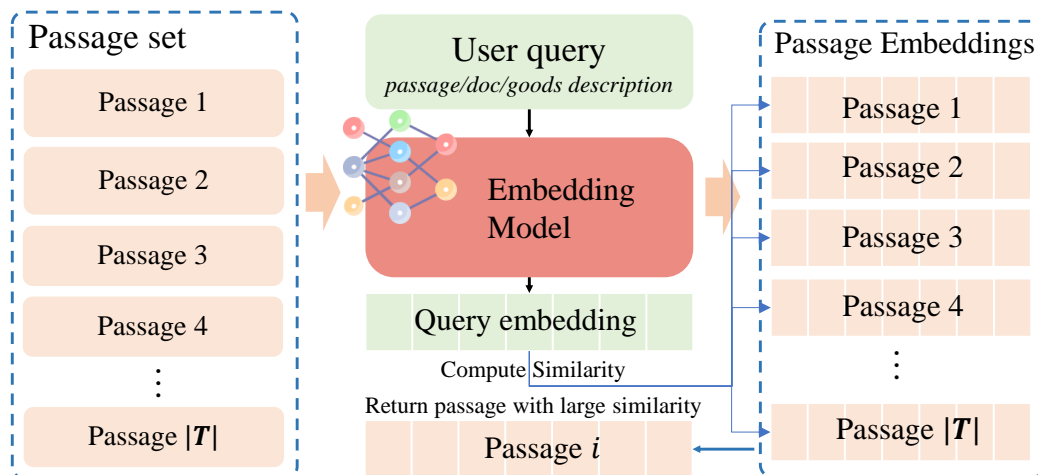 Passage set
Passage 1
Passage 2
Passage 3
Passage 4
⋮
Passage |T|
User query
passage/doc/goods description
Embedding
Model
Query embedding
Compute Similarity
Return passage with large similarity
Passage i
Passage Embeddings
Passage 1
Passage 2
Passage 3
Passage 4
⋮
Passage |T|